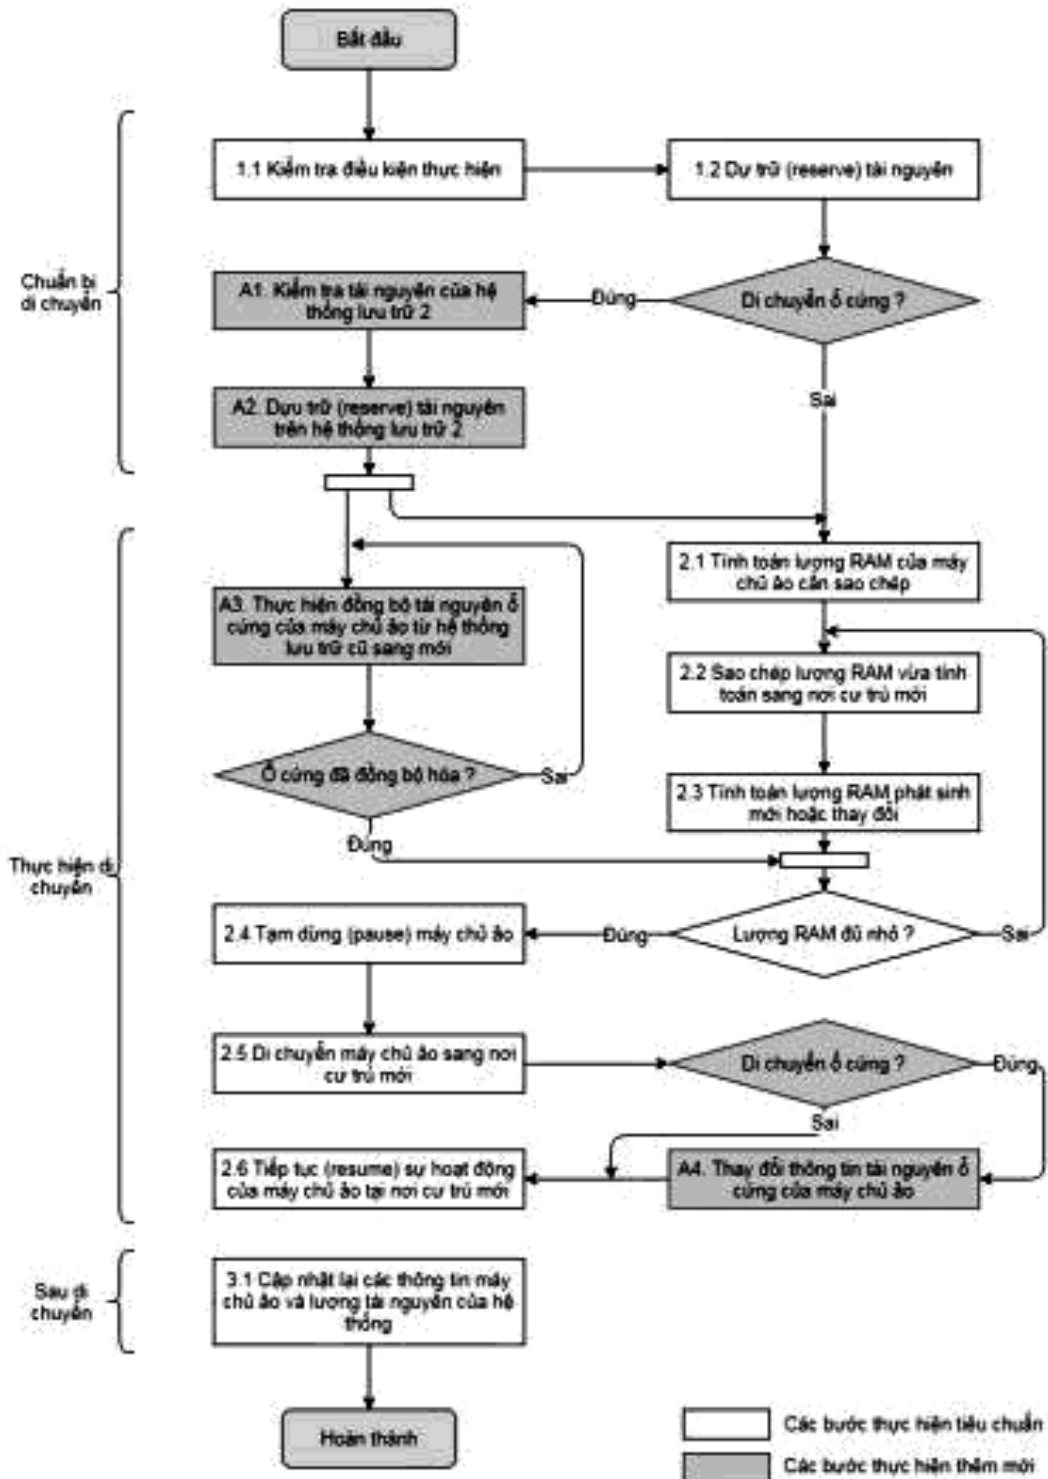 Bắt đầu
1.1 Kiểm tra điều kiện thực hiện
1.2 Dự trữ (reserve) tài nguyên
Chuẩn bị
di chuyển
A1. Kiểm tra tài nguyên của hệ
thống lưu trữ 2
Đúng
Di chuyển ổ cứng ?
A2. Dựu trữ (reserve) tài nguyên
trên hệ thống lưu trữ 2
Sai
2.1 Tính toán lượng RAM của máy
chủ ảo cần sao chép
A3. Thực hiện đồng bộ tài nguyên ổ
cứng của máy chủ ảo từ hệ thống
lưu trữ cũ sang mới
2.2 Sao chép lượng RAM vừa tính
toán sang nơi cư trú mới
Ổ cứng đã đồng bộ hóa ?
Sai
2.3 Tính toán lượng RAM phát sinh
mới hoặc thay đổi
Đúng
Thực hiện di
chuyển
2.4 Tạm dừng (pause) máy chủ ảo
Đúng
Lượng RAM đủ nhỏ ?
Sai
2.5 Di chuyển máy chủ ảo sang nơi
cư trú mới
Di chuyển ổ cứng ?
Đúng
Sai
2.6 Tiếp tục (resume) sự hoạt động
của máy chủ ảo tại nơi cư trú mới
A4. Thay đổi thông tin tài nguyên ổ
cứng của máy chủ ảo
Sau di
chuyển
3.1 Cập nhật lại các thông tin máy
chủ ảo và lượng tài nguyên của hệ
thống
Hoàn thành
Các bước thực hiện tiêu chuẩn
Các bước thực hiện thêm mới